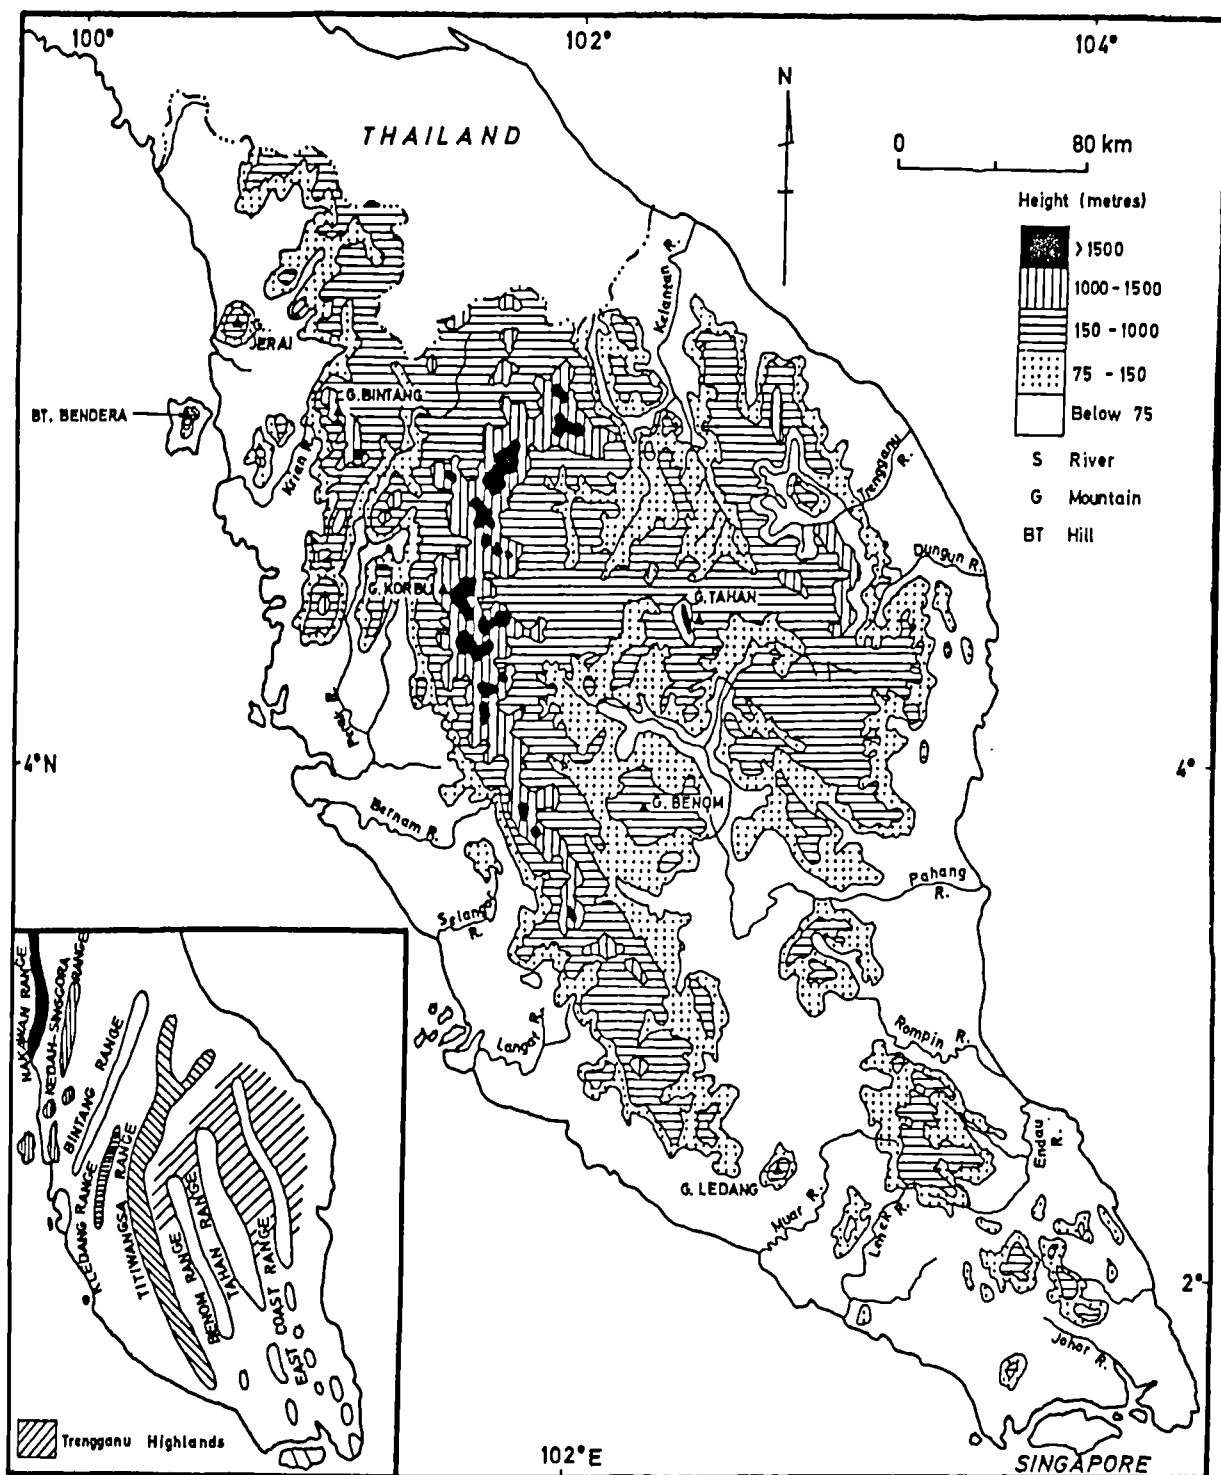 100°
102°
104°
N
THAILAND
0 80 km
Height (metres)
>1500
1000-1500
150-1000
75-150
Below 75
S River
G Mountain
BT Hill
Kelantan R.
G. JERAI
G. BINTANG
BT. BENDERA
Krian R.
Trengganu R.
Dungun R.
G. KORBU
G. TAHAN
Perak R.
4°N
4°
Bernam R.
G. BENOM
Pahang R.
Selangor R.
Langat R.
Rompin R.
Endau R.
G. LEDANG
Muar R.
2°
Johor R.
102°E
SINGAPORE
NAKAWAN RANGE
KEDAH-SINGGORA RANGE
BINTANG RANGE
KLEDANG RANGE
TITIWANGSA RANGE
BENOM RANGE
TAHAN RANGE
EAST COAST RANGE
Trengganu Highlands